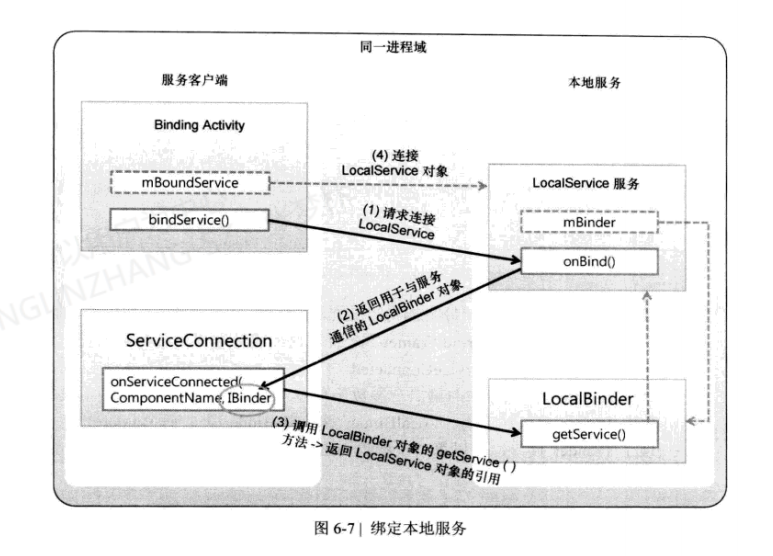 同一进程域
服务客户端
本地服务
Binding Activity
(4) 连接
LocalService 对象
mBoundService
LocalService 服务
bindService()
(1) 请求连接
LocalService
mBinder
onBind()
(2) 返回用于与服务
通信的 LocalBinder 对象
ServiceConnection
onServiceConnected(
ComponentName, IBinder
LocalBinder
getService()
(3) 调用 LocalBinder 对象的 getService ( )
方法 -> 返回 LocalService 对象的引用
图 6-7 | 绑定本地服务